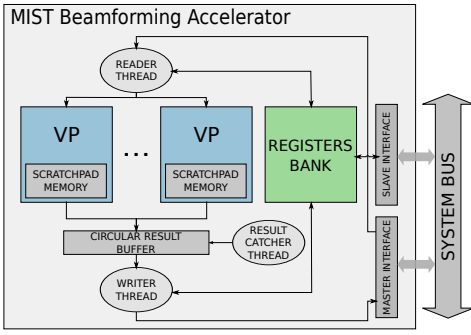 MIST Beamforming Accelerator
READER
THREAD
VP
...
VP
SCRATCHPAD
MEMORY
SCRATCHPAD
MEMORY
REGISTERS
BANK
SLAVE INTERFACE
SYSTEM BUS
CIRCULAR RESULT
BUFFER
RESULT
CATCHER
THREAD
MASTER INTERFACE
WRITER
THREAD